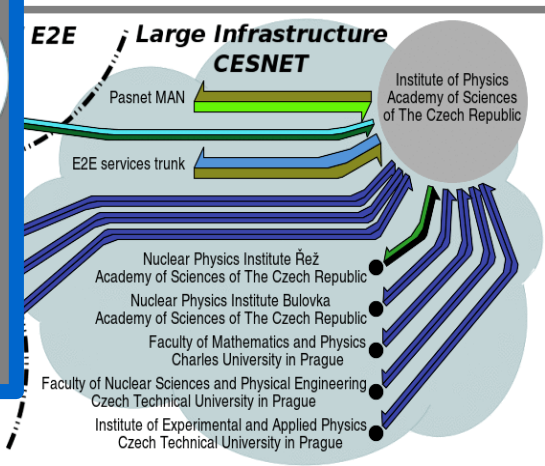 E2E
Large Infrastructure
CESNET
Institute of Physics
Academy of Sciences
of The Czech Republic
Pasnet MAN
E2E services trunk
Nuclear Physics Institute Řež
Academy of Sciences of The Czech Republic
Nuclear Physics Institute Bulovka
Academy of Sciences of The Czech Republic
Faculty of Mathematics and Physics
Charles University in Prague
Faculty of Nuclear Sciences and Physical Engineering
Czech Technical University in Prague
Institute of Experimental and Applied Physics
Czech Technical University in Prague